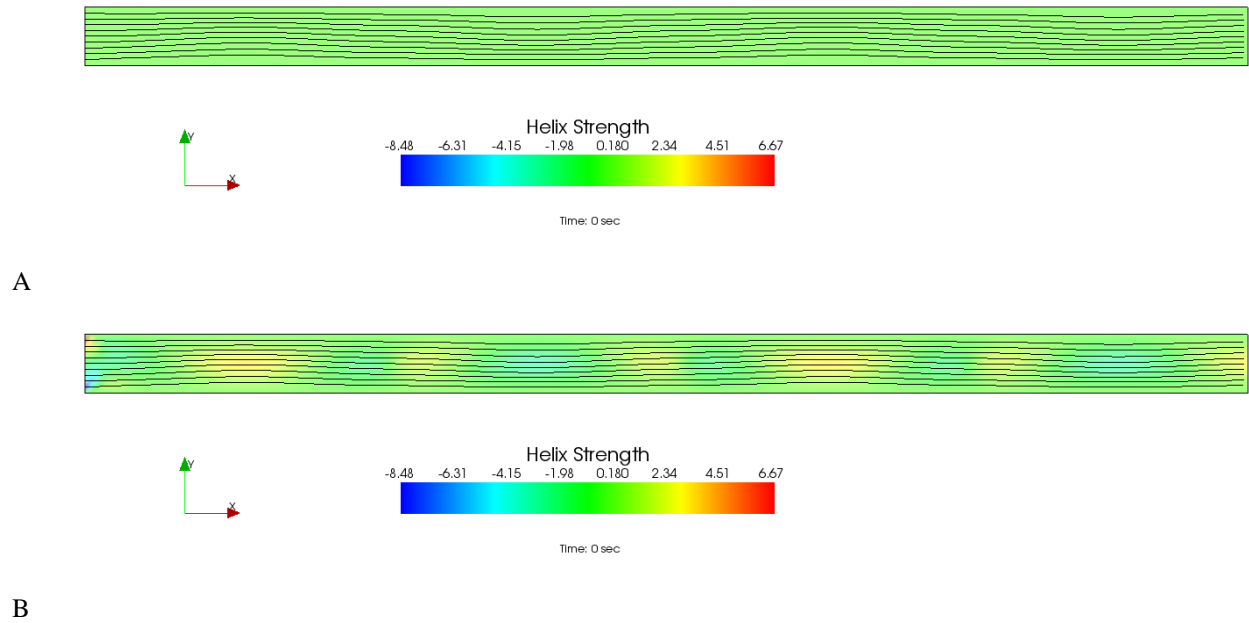 Helix Strength
-8.48 -6.31 -4.15 -1.98 0.180 2.34 4.51 6.67
Y
X
Time: 0 sec
A
Helix Strength
-8.48 -6.31 -4.15 -1.98 0.180 2.34 4.51 6.67
Y
X
Time: 0 sec
B